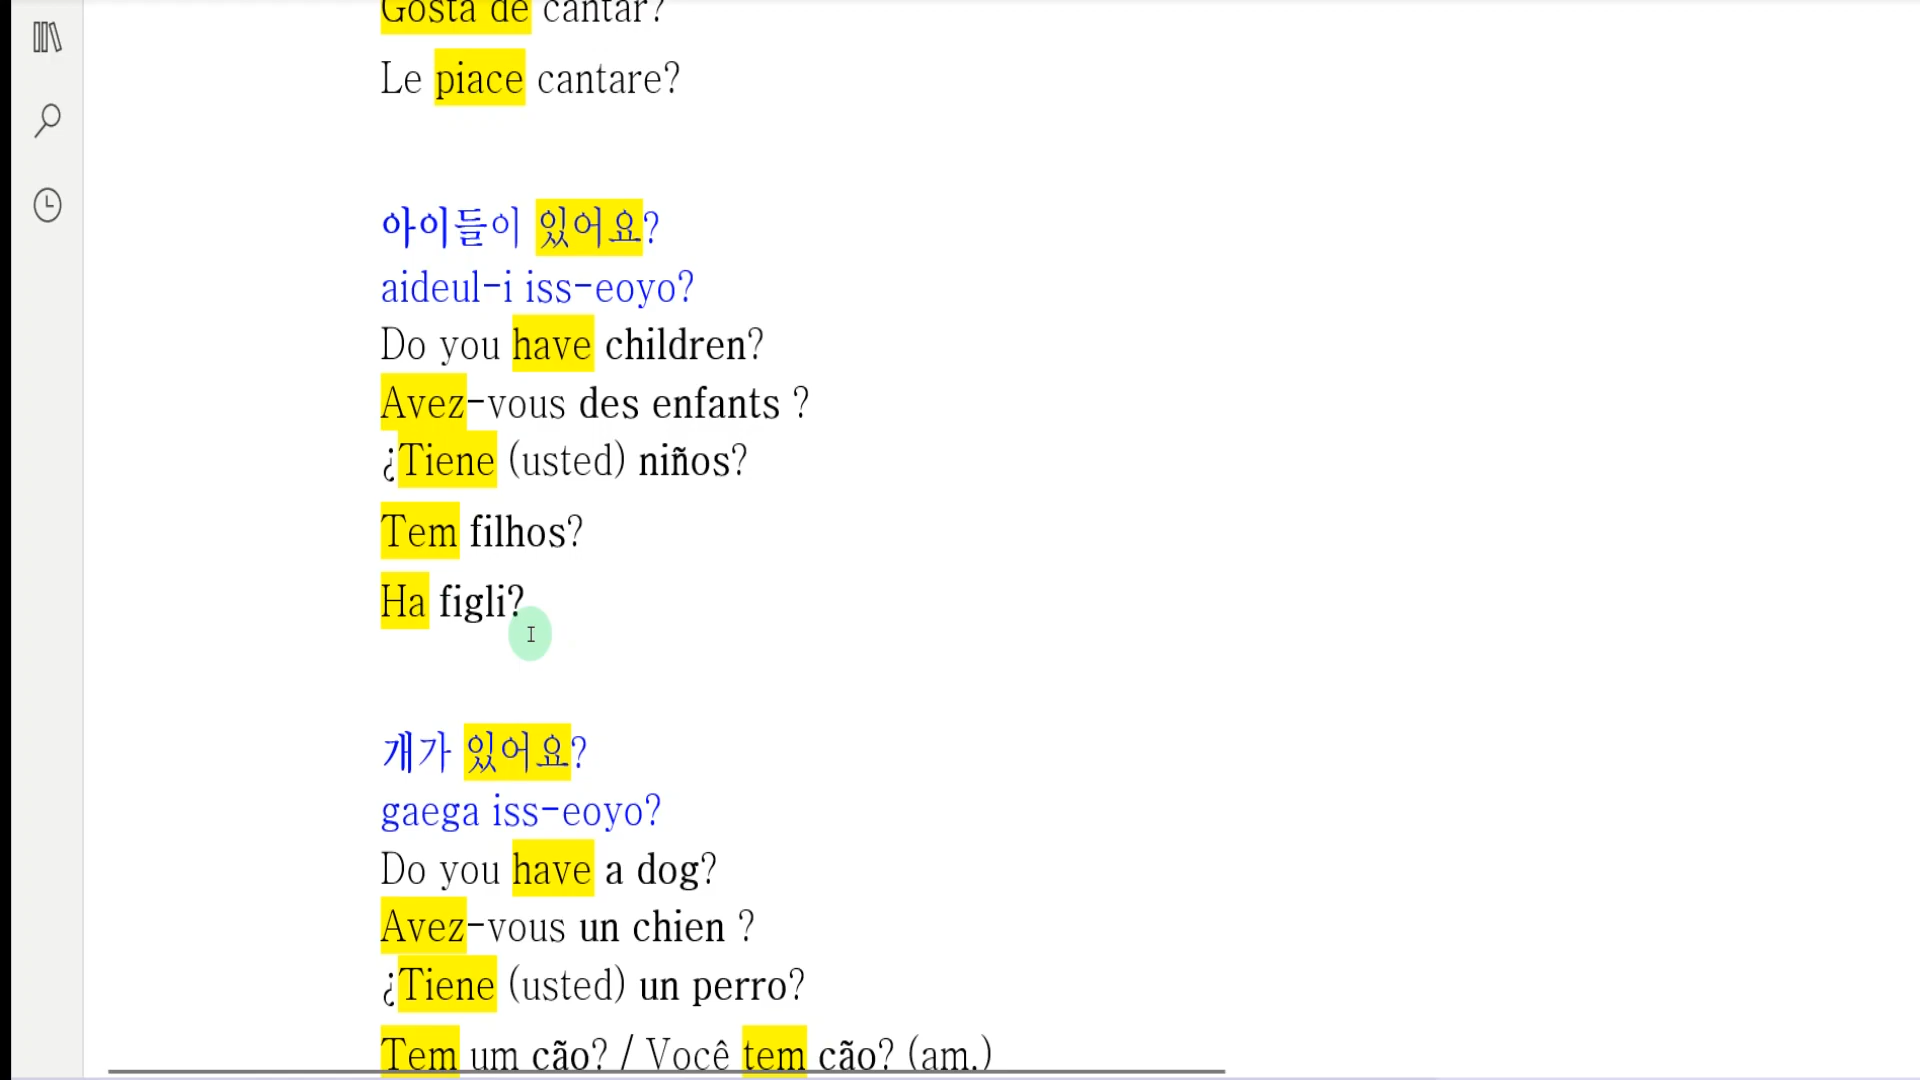 Gosta de cantar?
Le piace cantare?
아이들이 있어요?
aideul-i iss-eoyo?
Do you have children?
Avez-vous des enfants ?
¿Tiene (usted) niños?
Tem filhos?
Ha figli?
개가 있어요?
gaega iss-eoyo?
Do you have a dog?
Avez-vous un chien ?
¿Tiene (usted) un perro?
Tem um cão? / Você tem cão? (am.)